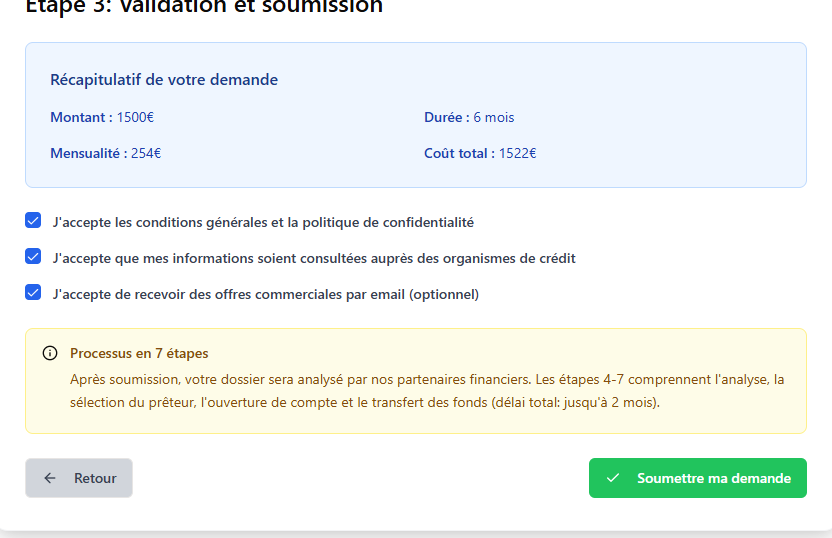 Étape 3: Validation et soumission
Récapitulatif de votre demande
Montant : 1500€
Durée : 6 mois
Mensualité : 254€
Coût total : 1522€
J'accepte les conditions générales et la politique de confidentialité
J'accepte que mes informations soient consultées auprès des organismes de crédit
J'accepte de recevoir des offres commerciales par email (optionnel)
Processus en 7 étapes
Après soumission, votre dossier sera analysé par nos partenaires financiers. Les étapes 4-7 comprennent l'analyse, la
sélection du prêteur, l'ouverture de compte et le transfert des fonds (délai total: jusqu'à 2 mois).
Retour
Soumettre ma demande